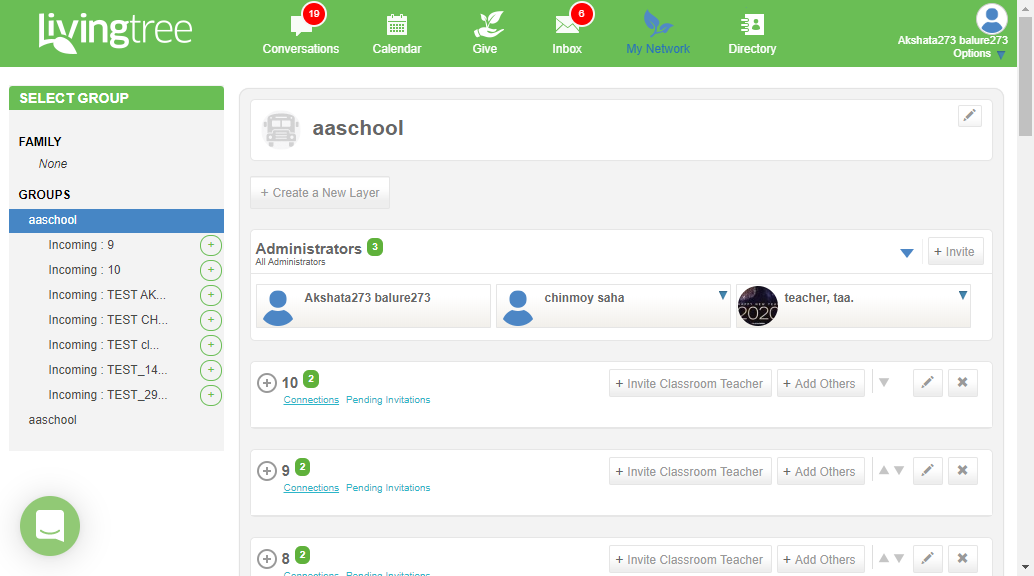 livingtree
19
Conversations
Calendar
Give
6
Inbox
My Network
Directory
Akshata273 balure273
Options
SELECT GROUP
FAMILY
None
GROUPS
aaschool
Incoming : 9
+
Incoming : 10
+
Incoming : TEST AK...
+
Incoming : TEST CH...
+
Incoming : TEST cl...
+
Incoming : TEST_14...
+
Incoming : TEST_29...
+
aaschool
aaschool
+ Create a New Layer
Administrators 3
All Administrators
+ Invite
Akshata273 balure273
chinmoy saha
HAPPY NEW YEAR
2020
teacher, taa.
10 2
Connections Pending Invitations
+ Invite Classroom Teacher
+ Add Others
9 2
Connections Pending Invitations
+ Invite Classroom Teacher
+ Add Others
8 2
Connections Pending Invitations
+ Invite Classroom Teacher
+ Add Others